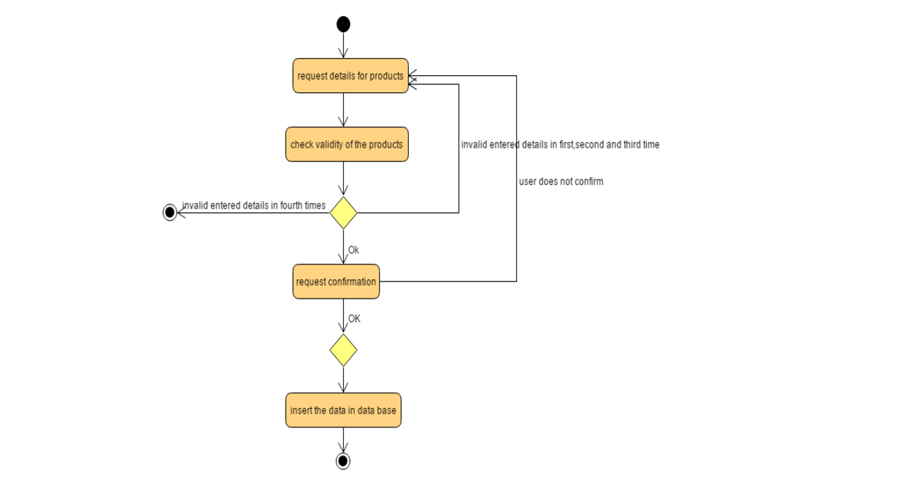 request details for products
check validity of the products
invalid entered details in first,second and third time
user does not confirm
invalid entered details in fourth times
Ok
request confirmation
OK
insert the data in data base